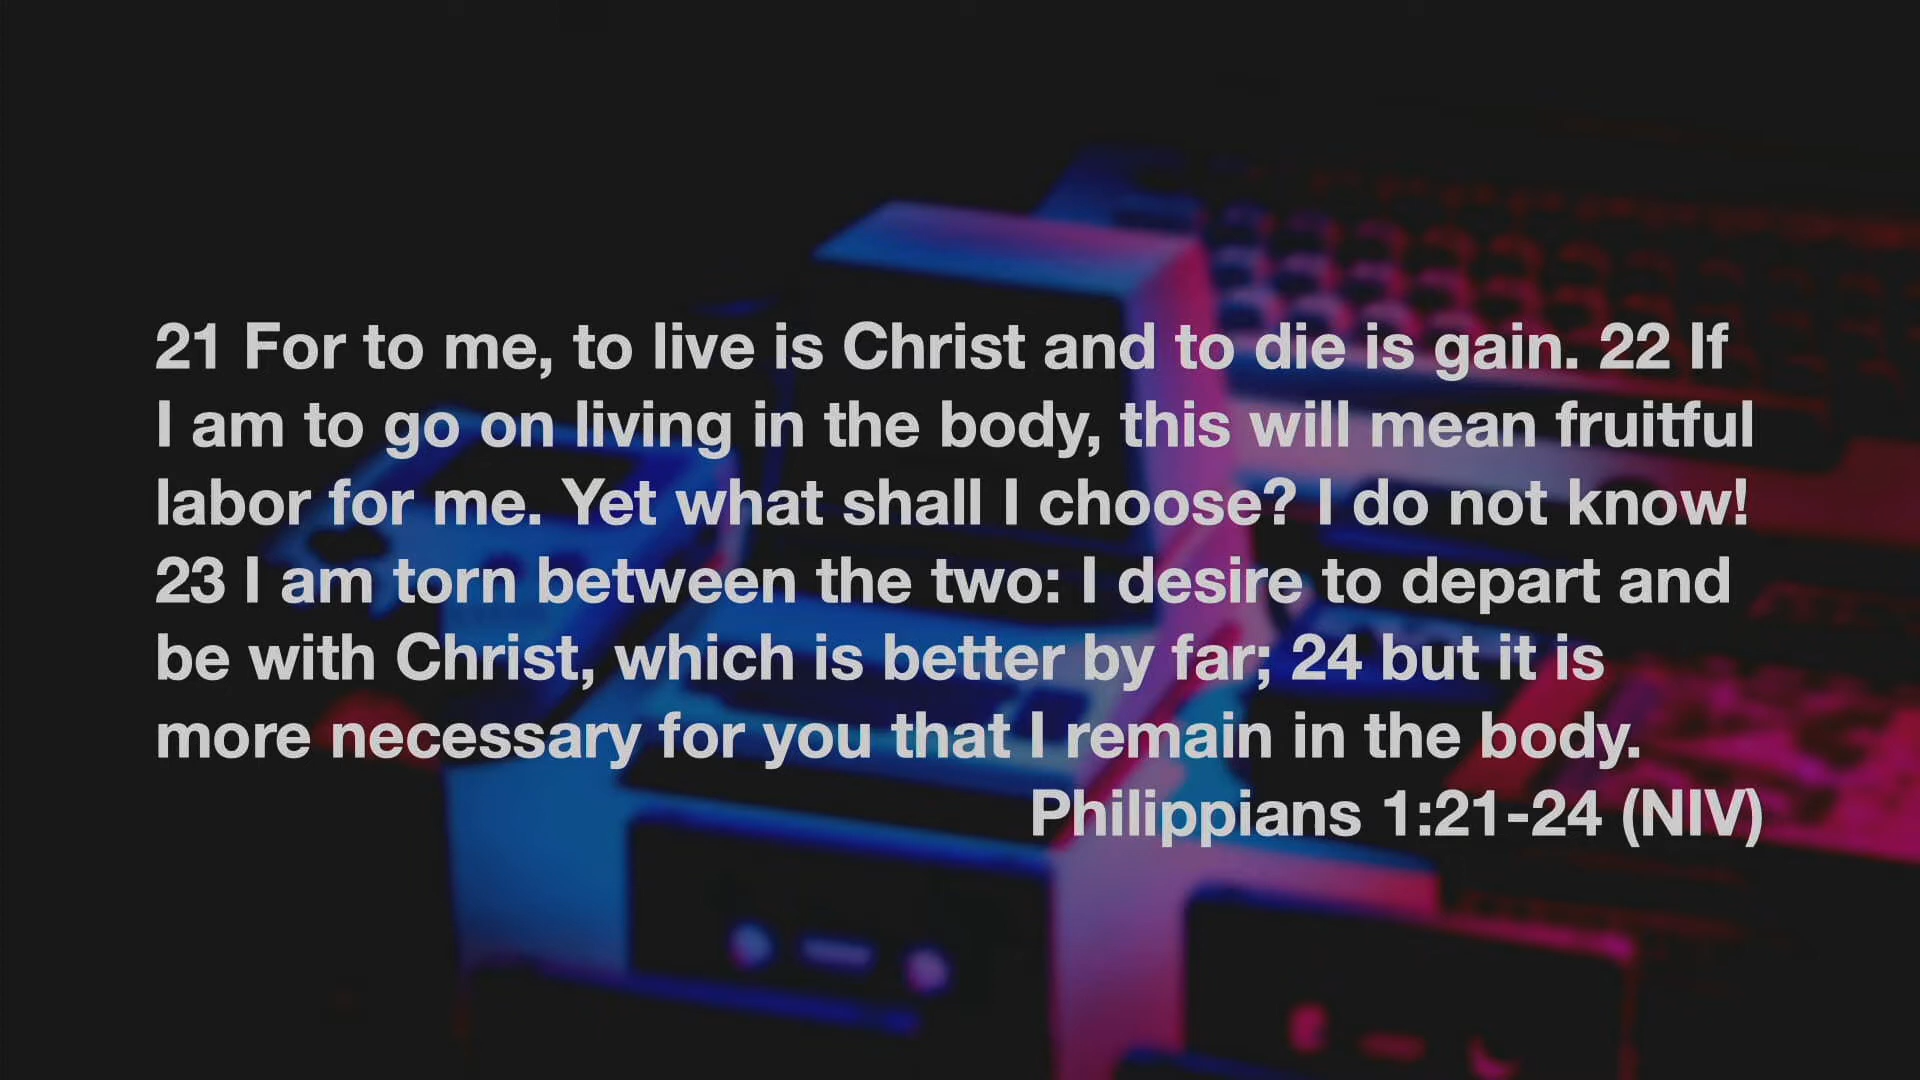 21 For to me, to live is Christ and to die is gain. 22 If
I am to go on living in the body, this will mean fruitful
labor for me. Yet what shall I choose? I do not know!
23 I am torn between the two: I desire to depart and
be with Christ, which is better by far; 24 but it is
more necessary for you that I remain in the body.
Philippians 1:21-24 (NIV)